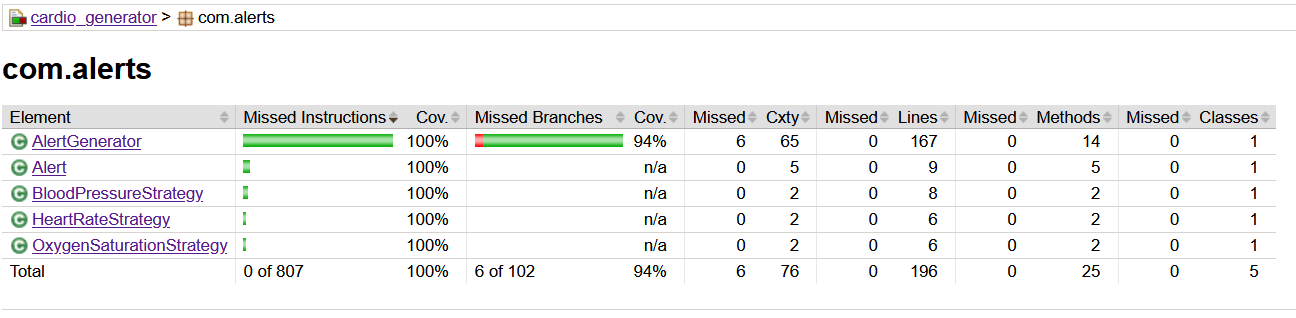 cardio_generator > com.alerts
com.alerts
Element Missed Instructions Cov. Missed Branches Cov. Missed Cxty Missed Lines Missed Methods Missed Classes
AlertGenerator 100% 94% 6 65 0 167 0 14 0 1
Alert 100% n/a 0 5 0 9 0 5 0 1
BloodPressureStrategy 100% n/a 0 2 0 8 0 2 0 1
HeartRateStrategy 100% n/a 0 2 0 6 0 2 0 1
OxygenSaturationStrategy 100% n/a 0 2 0 6 0 2 0 1
Total 0 of 807 100% 6 of 102 94% 6 76 0 196 0 25 0 5